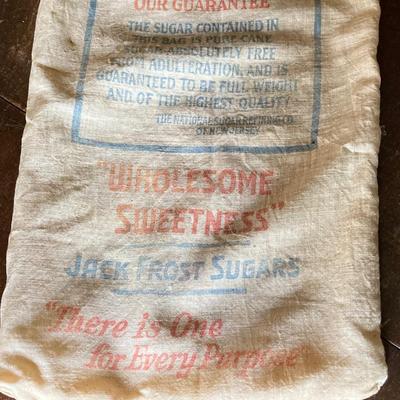 OUR GUARANTEE
THE SUGAR CONTAINED IN
THIS BAG IS PURE CANE
SUGAR ABSOLUTELY FREE
FROM ADULTERATION, AND IS
GUARANTEED TO BE FULL WEIGHT
AND OF THE HIGHEST QUALITY
THE NATIONAL SUGAR REFINING CO.
OF NEW JERSEY
"WHOLESOME
SWEETNESS"
JACK FROST SUGARS
"There is One
for Every Purpose"